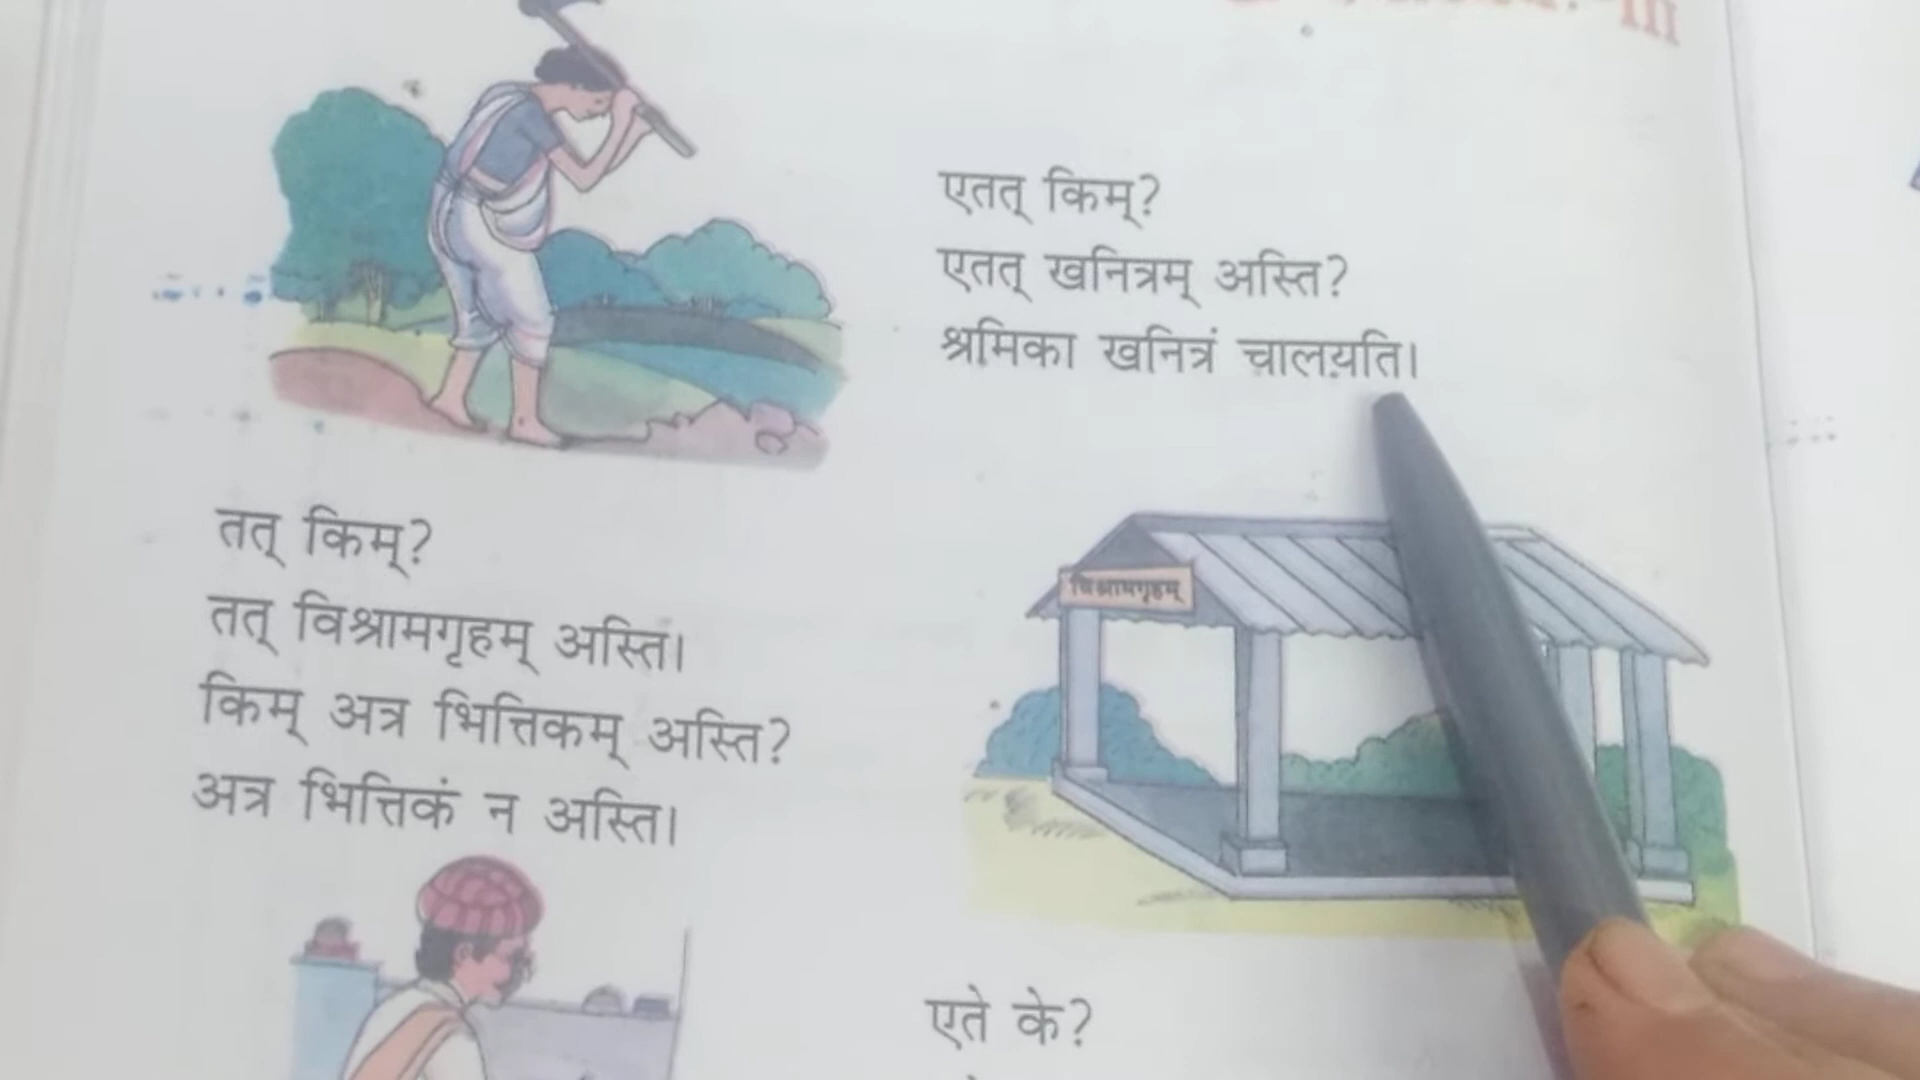 एतत् किम्?
एतत् खनित्रम् अस्ति?
श्रमिका खनित्रं चालयति।
तत् किम्?
तत् विश्रामगृहम् अस्ति।
किम् अत्र भित्तिकम् अस्ति?
अत्र भित्तिकं न अस्ति।
विश्रामगृहम्
एते के?